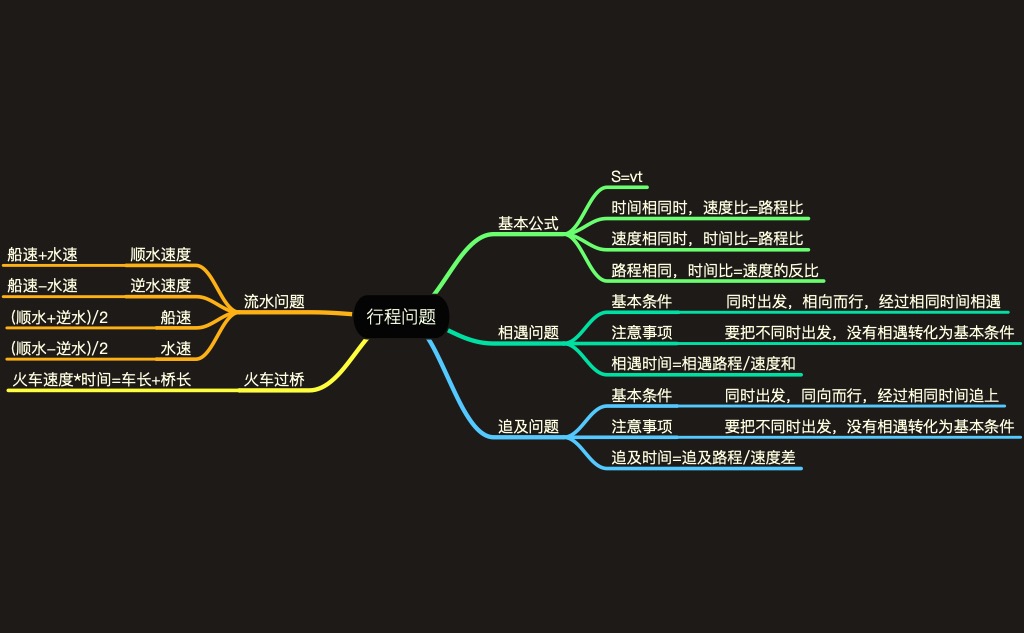 行程问题
基本公式
S=vt
时间相同时，速度比=路程比
速度相同时，时间比=路程比
路程相同，时间比=速度的反比
相遇问题
基本条件
同时出发，相向而行，经过相同时间相遇
注意事项
要把不同时出发，没有相遇转化为基本条件
相遇时间=相遇路程/速度和
追及问题
基本条件
同时出发，同向而行，经过相同时间追上
注意事项
要把不同时出发，没有相遇转化为基本条件
追及时间=追及路程/速度差
流水问题
顺水速度
船速+水速
逆水速度
船速-水速
船速
(顺水+逆水)/2
水速
(顺水-逆水)/2
火车过桥
火车速度*时间=车长+桥长